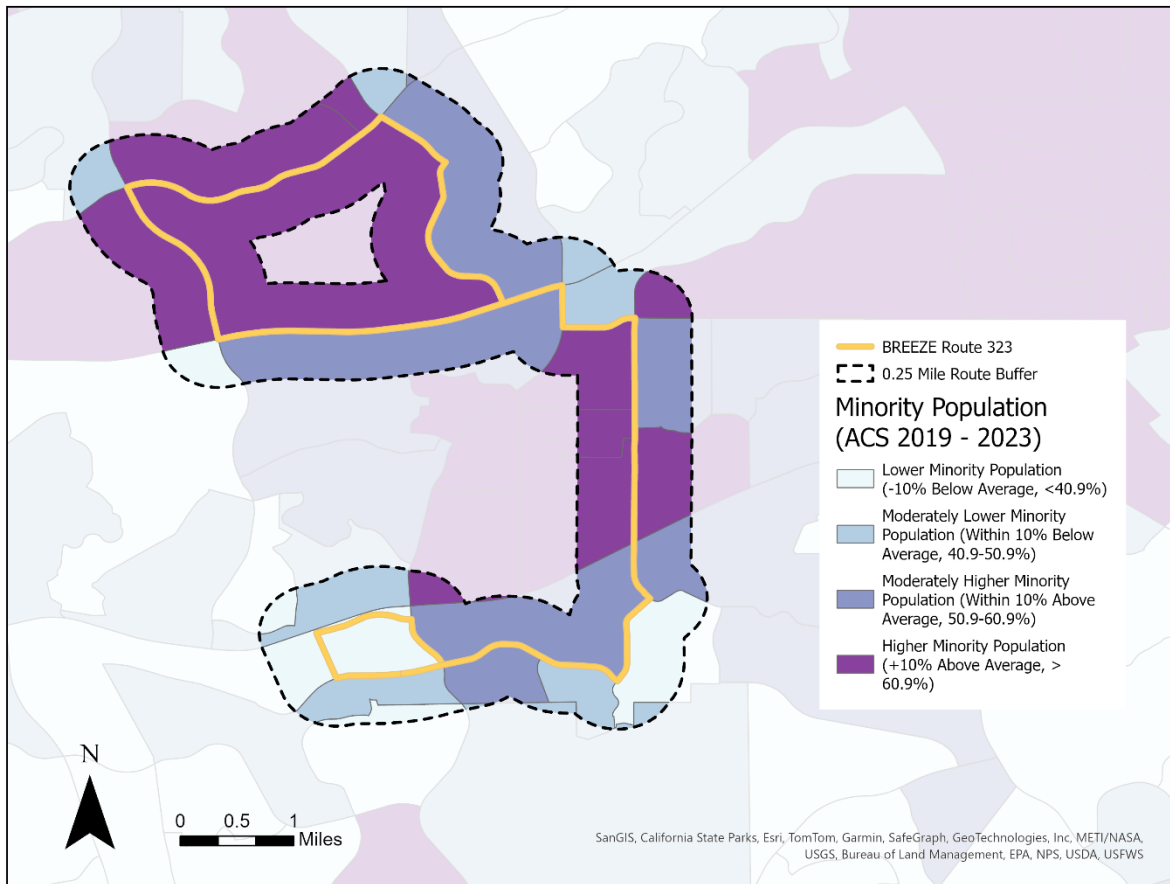 BREEZE Route 323
0.25 Mile Route Buffer
Minority Population
(ACS 2019 - 2023)
Lower Minority Population
(-10% Below Average, <40.9%)
Moderately Lower Minority
Population (Within 10% Below
Average, 40.9-50.9%)
Moderately Higher Minority
Population (Within 10% Above
Average, 50.9-60.9%)
Higher Minority Population
(+10% Above Average, >
60.9%)
N
0 0.5 1
Miles
SanGIS, California State Parks, Esri, TomTom, Garmin, SafeGraph, GeoTechnologies, Inc, METI/NASA,
USGS, Bureau of Land Management, EPA, NPS, USDA, USFWS